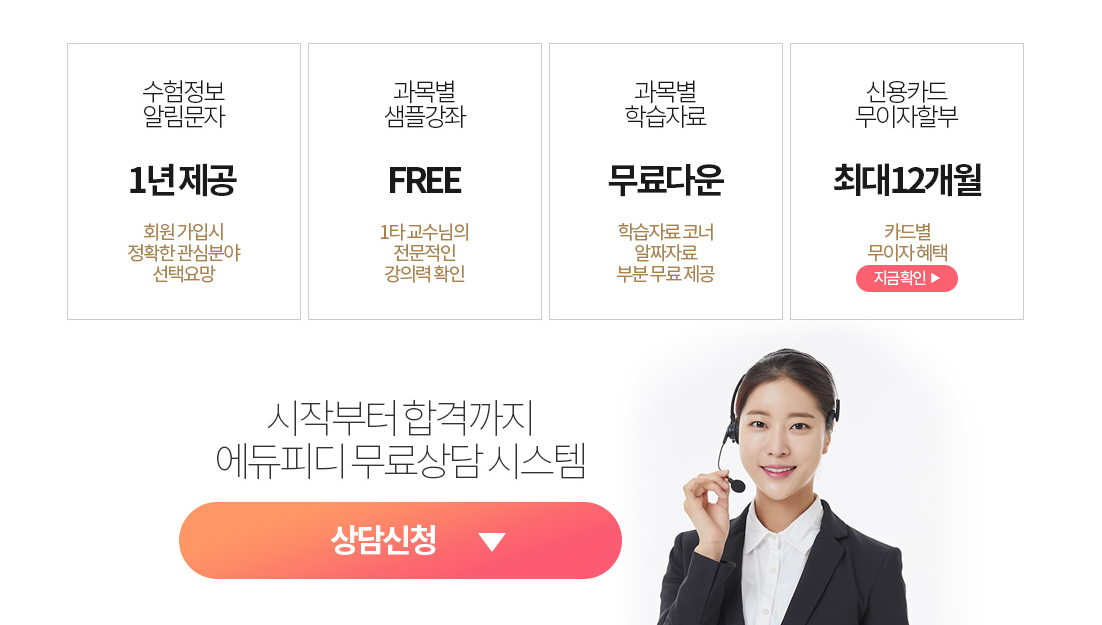 수험정보
알림문자
1년 제공
회원 가입시
정확한 관심분야
선택요망
과목별
샘플강좌
FREE
1타 교수님의
전문적인
강의력 확인
과목별
학습자료
무료다운
학습자료 코너
알짜자료
부분 무료 제공
신용카드
무이자할부
최대12개월
카드별
무이자 혜택
지금확인 ▶
시작부터 합격까지
에듀피디 무료상담 시스템
상담신청 ▼